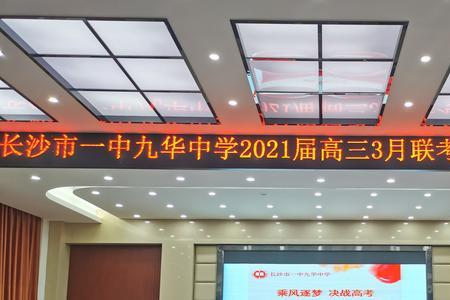 长沙市一中九华中学2021届高三3月联考
长沙市一中九华中学
乘风逐梦 决战高考